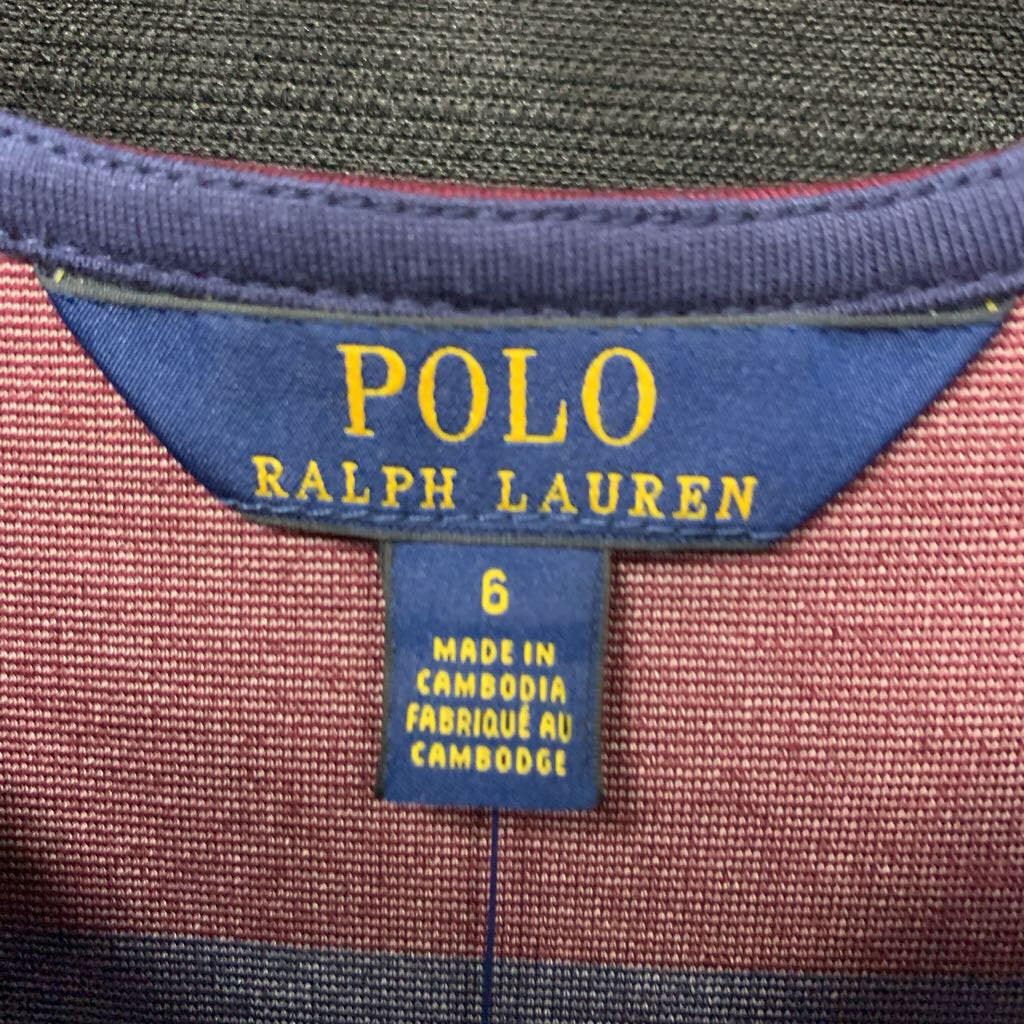 POLO
RALPH LAUREN
6
MADE IN
CAMBODIA
FABRIQUÉ AU
CAMBODGE